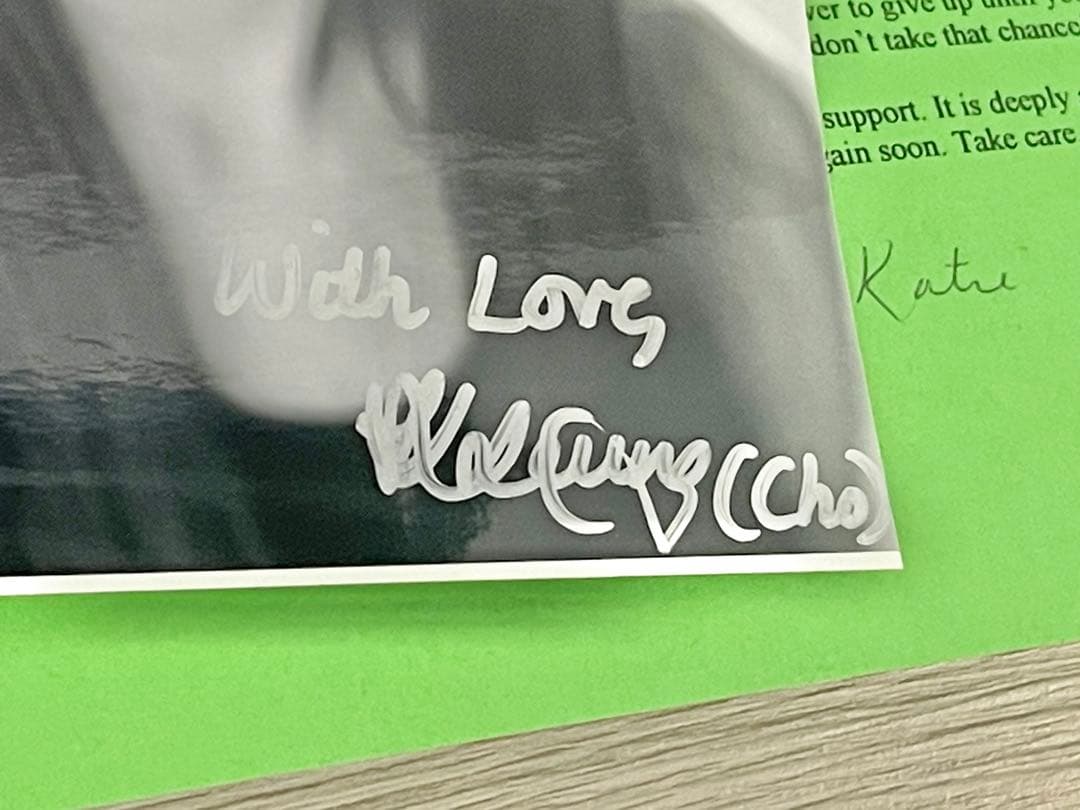 ver to give up until
don't take that chance
support. It is deeply
gain soon. Take care
Katie
With Love,
(Cho)